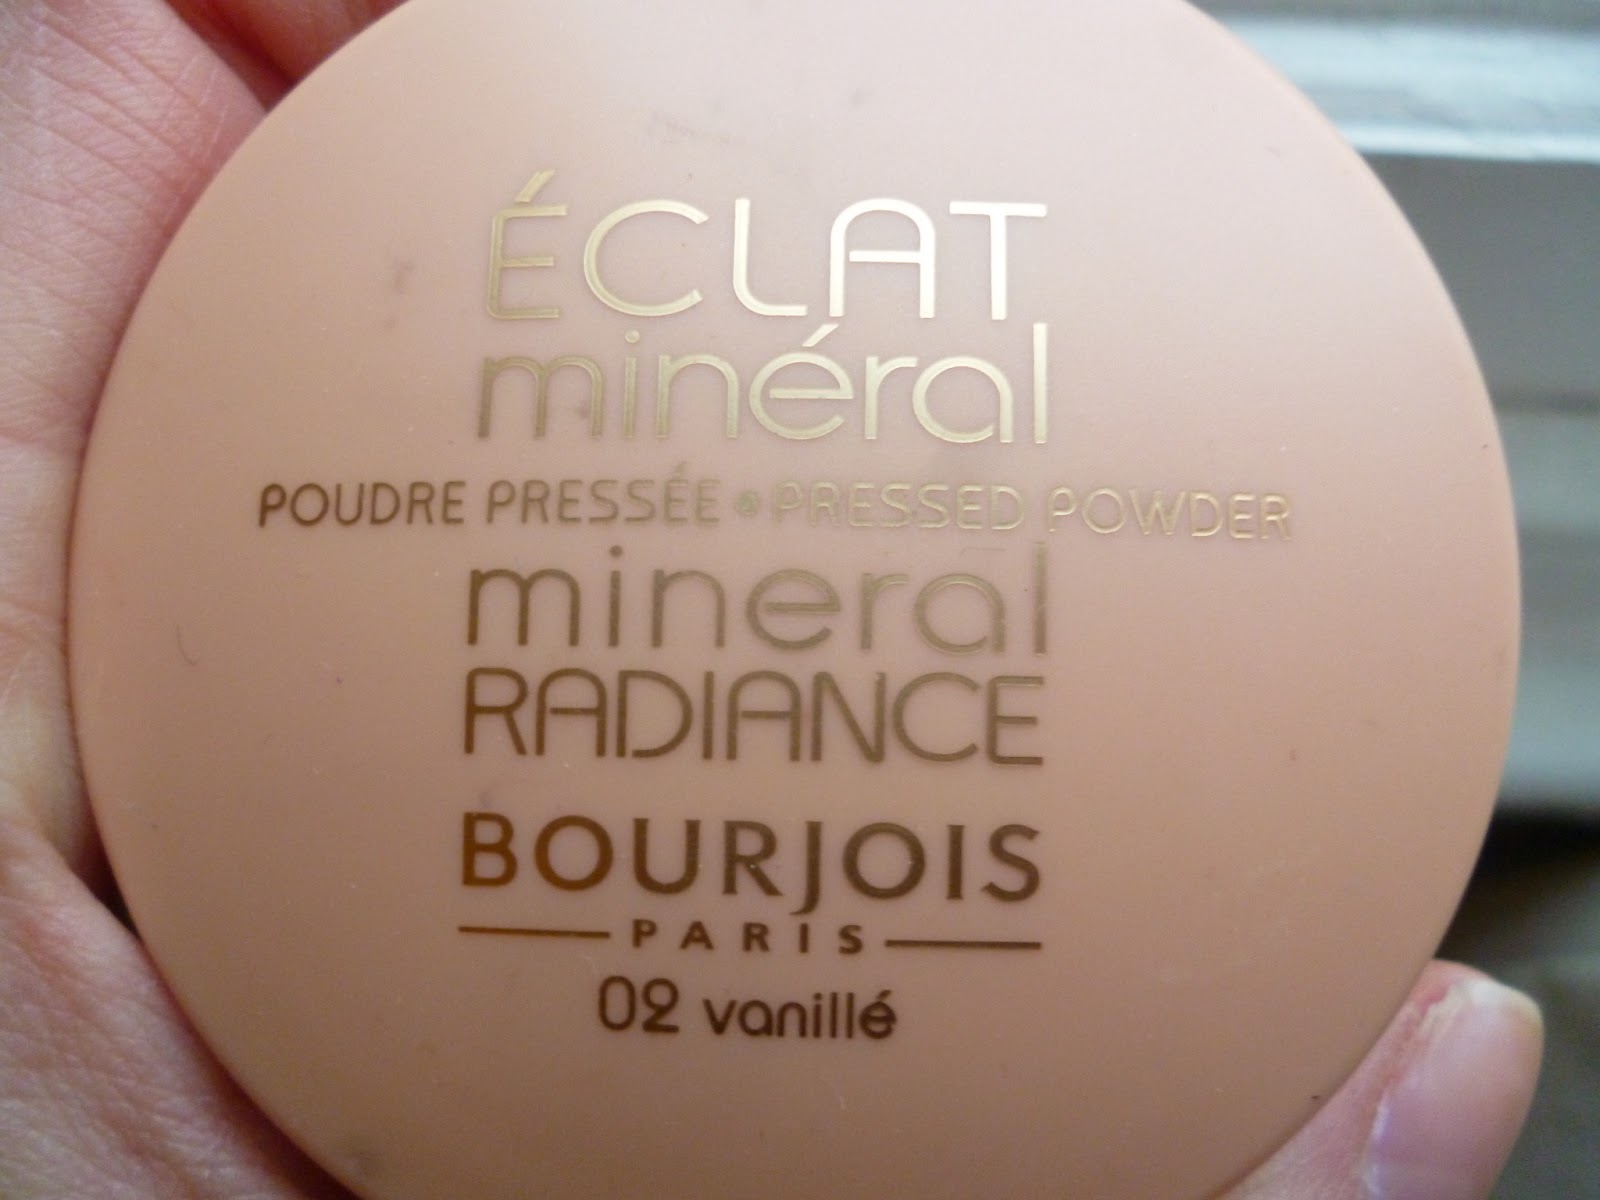 ÉCLAT
minéral
POUDRE PRESSÉE • PRESSED POWDER
mineral
RADIANCE
BOURJOIS
PARIS
02 vanillé